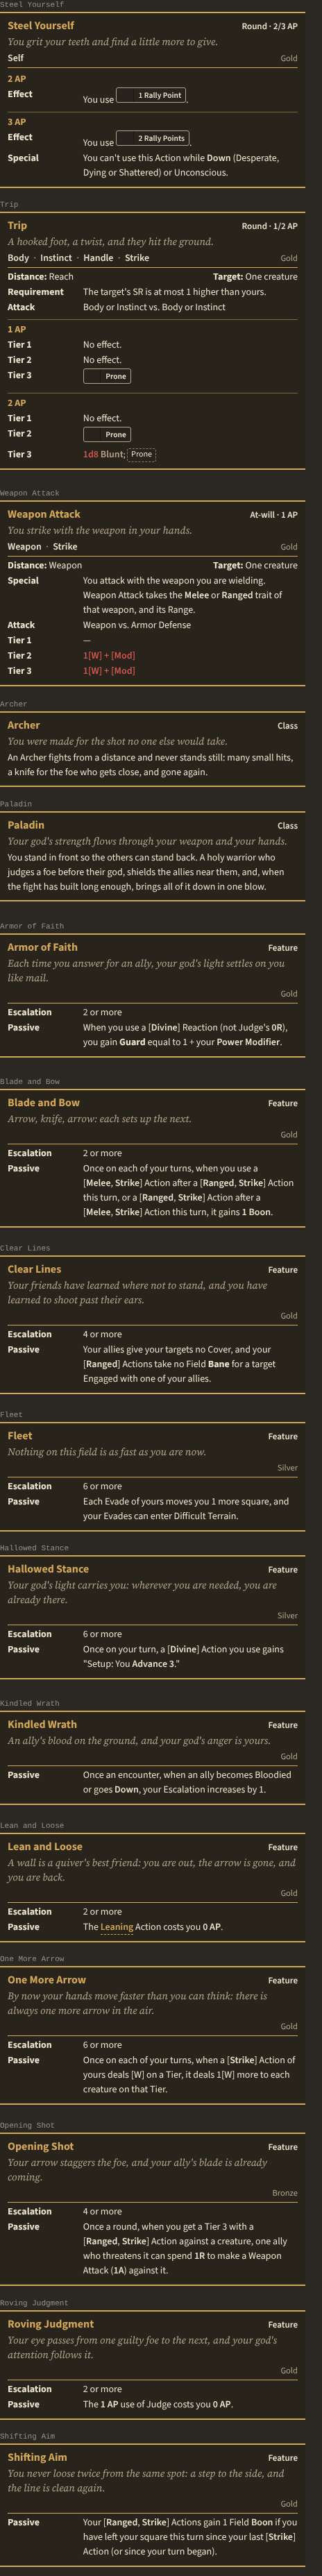 Steel Yourself
Steel Yourself Round · 2/3 AP
You grit your teeth and find a little more to give.
Self Gold
2 AP
Effect You use 1 Rally Point.
3 AP
Effect You use 2 Rally Points.
Special You can't use this Action while Down (Desperate,
Dying or Shattered) or Unconscious.
Trip
Trip Round · 1/2 AP
A hooked foot, a twist, and they hit the ground.
Body · Instinct · Handle · Strike Gold
Distance: Reach Target: One creature
Requirement The target's SR is at most 1 higher than yours.
Attack Body or Instinct vs. Body or Instinct
1 AP
Tier 1 No effect.
Tier 2 No effect.
Tier 3 Prone
2 AP
Tier 1 No effect.
Tier 2 Prone
Tier 3 1d8 Blunt; Prone
Weapon Attack
Weapon Attack At-will · 1 AP
You strike with the weapon in your hands.
Weapon · Strike Gold
Distance: Weapon Target: One creature
Special You attack with the weapon you are wielding.
Weapon Attack takes the Melee or Ranged trait of
that weapon, and its Range.
Attack Weapon vs. Armor Defense
Tier 1 —
Tier 2 1[W] + [Mod]
Tier 3 1[W] + [Mod]
Archer
Archer Class
You were made for the shot no one else would take.
An Archer fights from a distance and never stands still: many small hits,
a knife for the foe who gets close, and gone again.
Paladin
Paladin Class
Your god's strength flows through your weapon and your hands.
You stand in front so the others can stand back. A holy warrior who
judges a foe before their god, shields the allies near them, and, when
the fight has built long enough, brings all of it down in one blow.
Armor of Faith
Armor of Faith Feature
Each time you answer for an ally, your god's light settles on you
like mail.
Gold
Escalation 2 or more
Passive When you use a [Divine] Reaction (not Judge's 0R),
you gain Guard equal to 1 + your Power Modifier.
Blade and Bow
Blade and Bow Feature
Arrow, knife, arrow: each sets up the next.
Gold
Escalation 2 or more
Passive Once on each of your turns, when you use a
[Melee, Strike] Action after a [Ranged, Strike] Action
this turn, or a [Ranged, Strike] Action after a
[Melee, Strike] Action this turn, it gains 1 Boon.
Clear Lines
Clear Lines Feature
Your friends have learned where not to stand, and you have
learned to shoot past their ears.
Gold
Escalation 4 or more
Passive Your allies give your targets no Cover, and your
[Ranged] Actions take no Field Bane for a target
Engaged with one of your allies.
Fleet
Fleet Feature
Nothing on this field is as fast as you are now.
Silver
Escalation 6 or more
Passive Each Evade of yours moves you 1 more square, and
your Evades can enter Difficult Terrain.
Hallowed Stance
Hallowed Stance Feature
Your god's light carries you: wherever you are needed, you are
already there.
Silver
Escalation 6 or more
Passive Once on your turn, a [Divine] Action you use gains
"Setup: You Advance 3."
Kindled Wrath
Kindled Wrath Feature
An ally's blood on the ground, and your god's anger is yours.
Gold
Passive Once an encounter, when an ally becomes Bloodied
or goes Down, your Escalation increases by 1.
Lean and Loose
Lean and Loose Feature
A wall is a quiver's best friend: you are out, the arrow is gone, and
you are back.
Gold
Escalation 2 or more
Passive The Leaning Action costs you 0 AP.
One More Arrow
One More Arrow Feature
By now your hands move faster than you can think: there is
always one more arrow in the air.
Gold
Escalation 6 or more
Passive Once on each of your turns, when a [Strike] Action of
yours deals [W] on a Tier, it deals 1[W] more to each
creature on that Tier.
Opening Shot
Opening Shot Feature
Your arrow staggers the foe, and your ally's blade is already
coming.
Bronze
Escalation 4 or more
Passive Once a round, when you get a Tier 3 with a
[Ranged, Strike] Action against a creature, one ally
who threatens it can spend 1R to make a Weapon
Attack (1A) against it.
Roving Judgment
Roving Judgment Feature
Your eye passes from one guilty foe to the next, and your god's
attention follows it.
Gold
Escalation 2 or more
Passive The 1 AP use of Judge costs you 0 AP.
Shifting Aim
Shifting Aim Feature
You never loose twice from the same spot: a step to the side, and
the line is clean again.
Gold
Passive Your [Ranged, Strike] Actions gain 1 Field Boon if you
have left your square this turn since your last [Strike]
Action (or since your turn began).